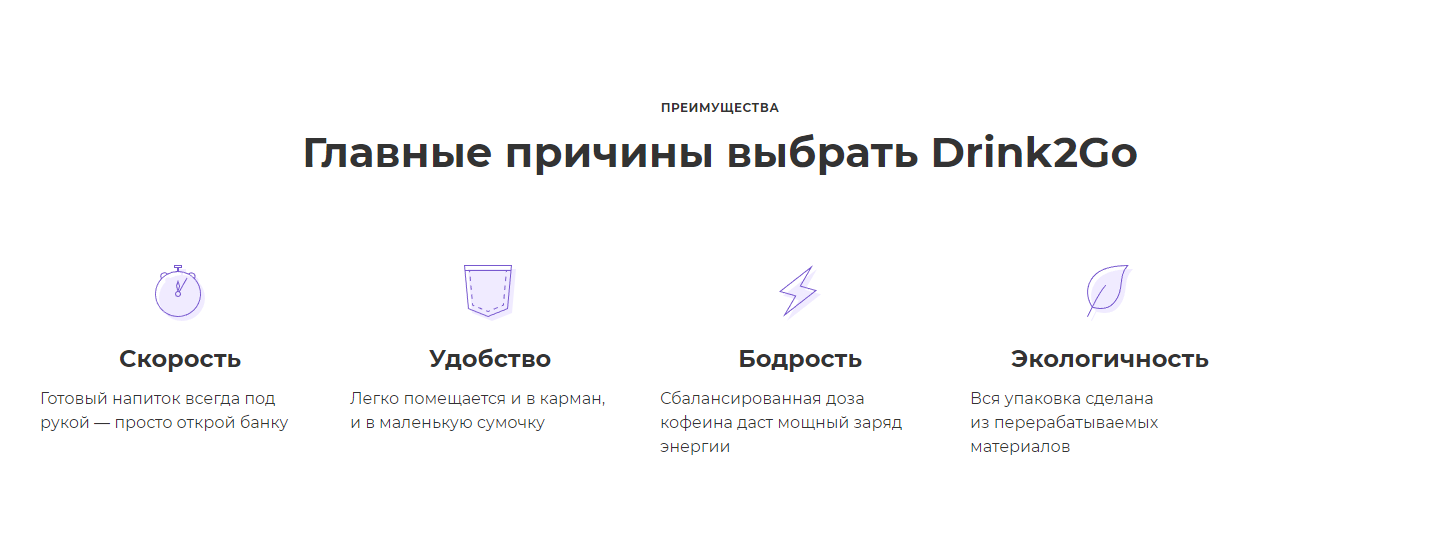 ПРЕИМУЩЕСТВА
Главные причины выбрать Drink2Go
Скорость
Готовый напиток всегда под
рукой — просто открой банку
Удобство
Легко помещается и в карман,
и в маленькую сумочку
Бодрость
Сбалансированная доза
кофеина даст мощный заряд
энергии
Экологичность
Вся упаковка сделана
из перерабатываемых
материалов